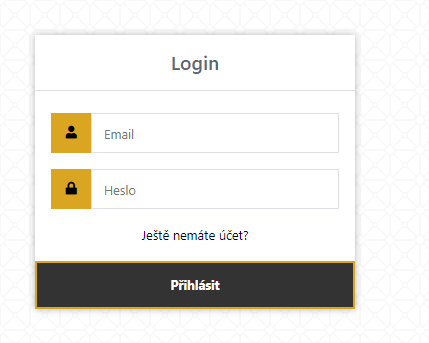 Login
Email
Heslo
Ještě nemáte účet?
Přihlásit